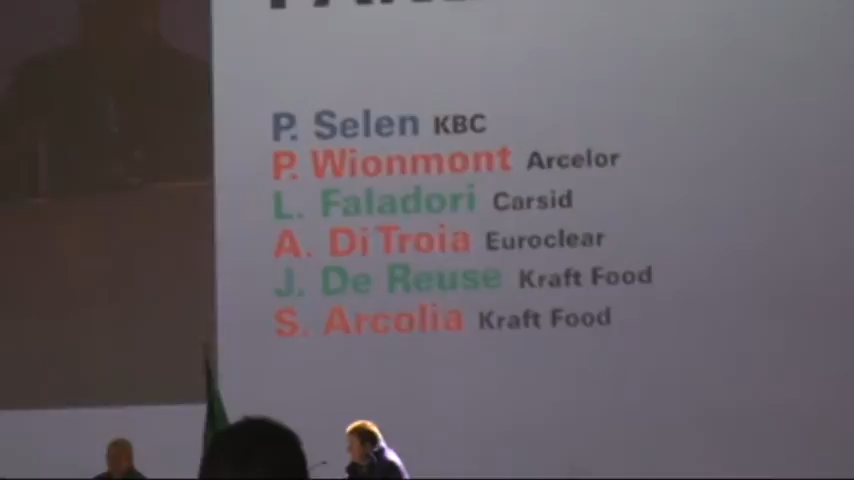 P. Selen KBC
P. Wionmont Arcelor
L. Faladori Carsid
A. Di Troia Euroclear
J. De Reuse Kraft Food
S. Arcolia Kraft Food